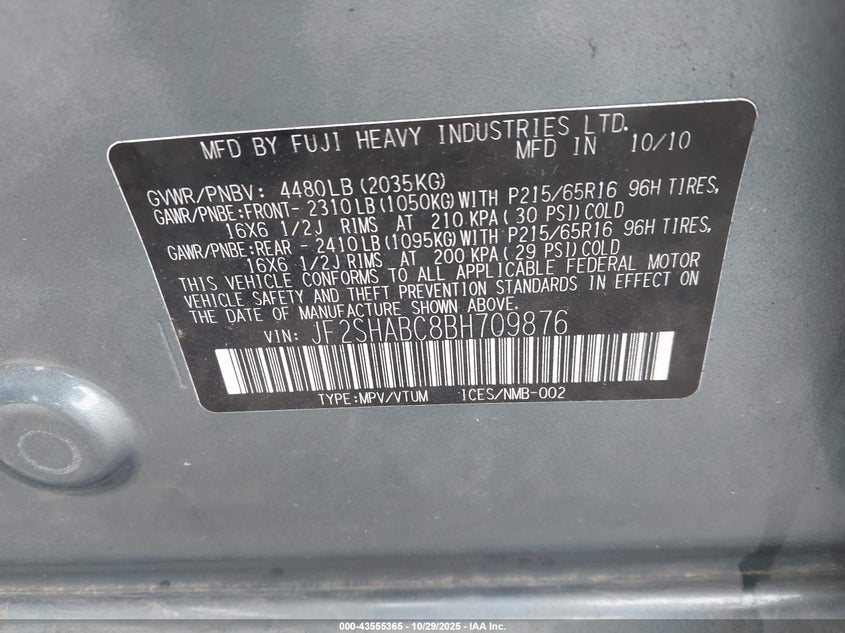 MFD BY FUJI HEAVY INDUSTRIES LTD.
MFD IN 10/10
GVWR/PNBV: 4480LB(2035KG)
GAWR/PNBE:FRONT- 2310LB(1050KG)WITH P215/65R16 96H TIRES,
16X6 1/2J RIMS AT 210 KPA( 30 PSI)COLD
GAWR/PNBE:REAR - 2410LB(1095KG)WITH P215/65R16 96H TIRES,
16X6 1/2J RIMS AT 200 KPA( 29 PSI)COLD
THIS VEHICLE CONFORMS TO ALL APPLICABLE FEDERAL MOTOR
VEHICLE SAFETY AND THEFT PREVENTION STANDARDS IN EFFECT ON
THE DATE OF MANUFACTURE SHOWN ABOVE.
VIN: JF2SHABC8BH709876
TYPE:MPV/VTUM ICES/NMB-002
000-43555365 | 10/29/2025 - IAA Inc.